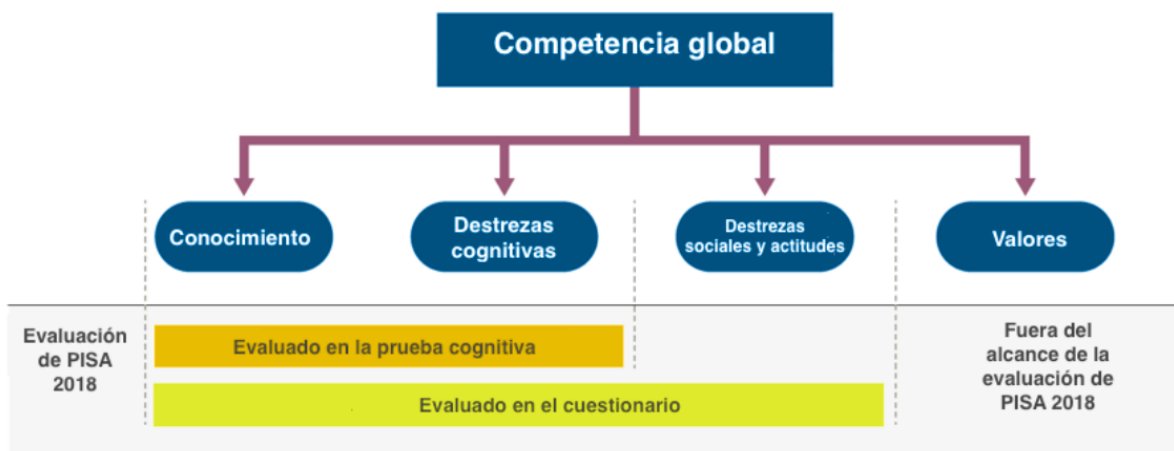 Competencia global
Conocimiento
Destrezas
cognitivas
Destrezas
sociales y actitudes
Valores
Evaluación
de PISA
2018
Evaluado en la prueba cognitiva
Evaluado en el cuestionario
Fuera del
alcance de la
evaluación de
PISA 2018